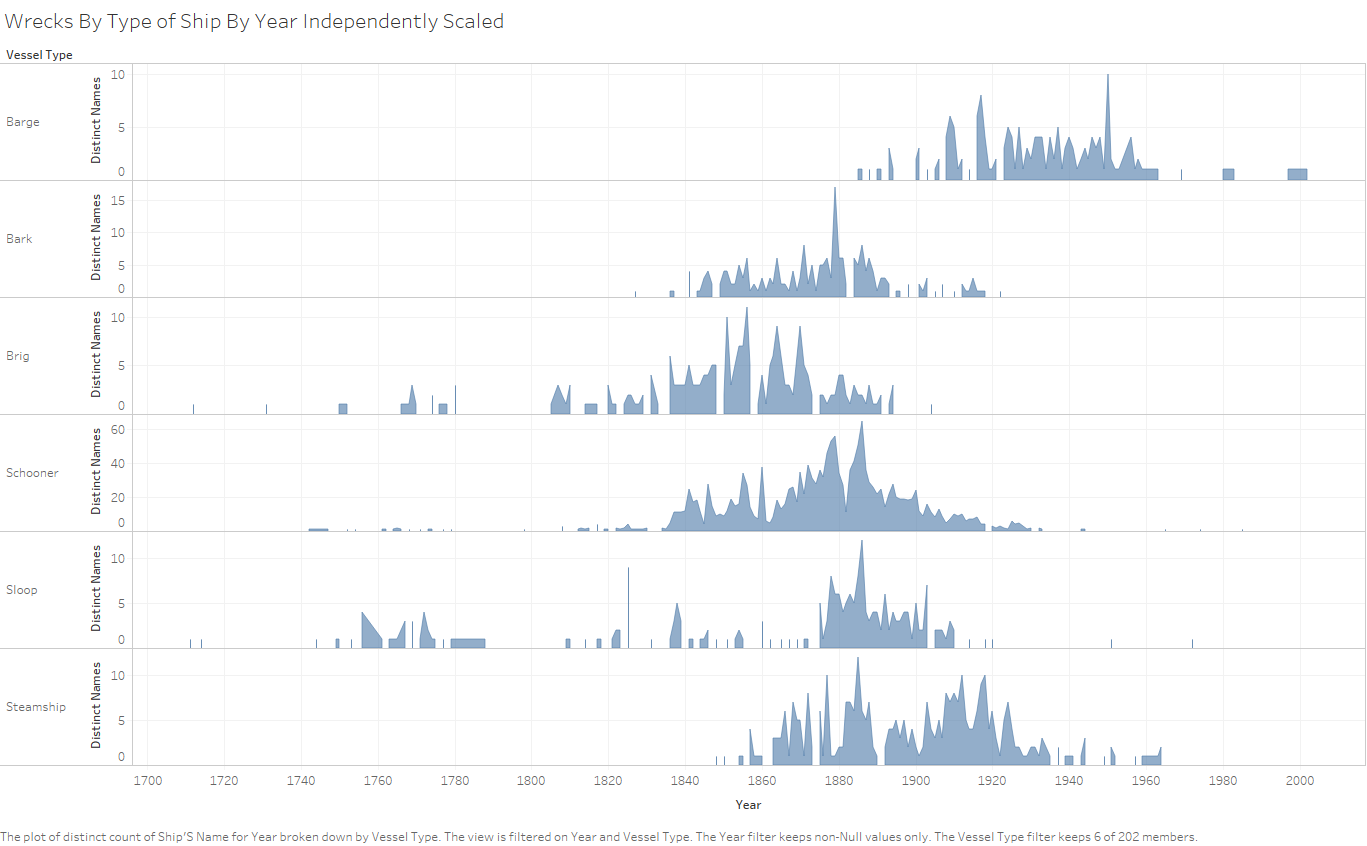 Wrecks By Type of Ship By Year Independently Scaled
Vessel Type
Barge
Distinct Names
10
5
0
Bark
Distinct Names
15
10
5
0
Brig
Distinct Names
10
5
0
Schooner
Distinct Names
60
40
20
0
Sloop
Distinct Names
10
5
0
Steamship
Distinct Names
10
5
0
1700 1720 1740 1760 1780 1800 1820 1840 1860 1880 1900 1920 1940 1960 1980 2000
Year
The plot of distinct count of Ship'S Name for Year broken down by Vessel Type. The view is filtered on Year and Vessel Type. The Year filter keeps non-Null values only. The Vessel Type filter keeps 6 of 202 members.